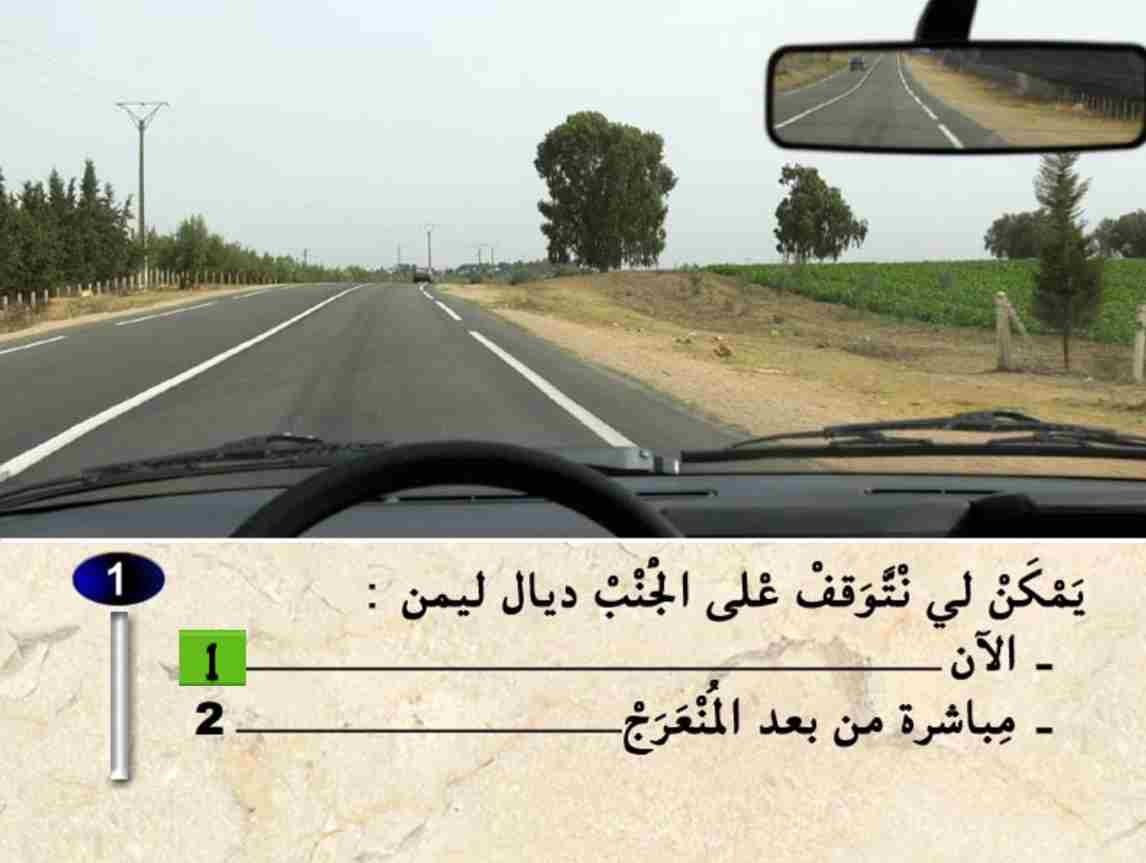 1
يَمْكَنْ لي نْتَّوَقفْ عْلى الجُنْبْ ديال ليمن :
ـ الآن 1
ـ مِباشرة من بعد المُنْعَرَجْ 2